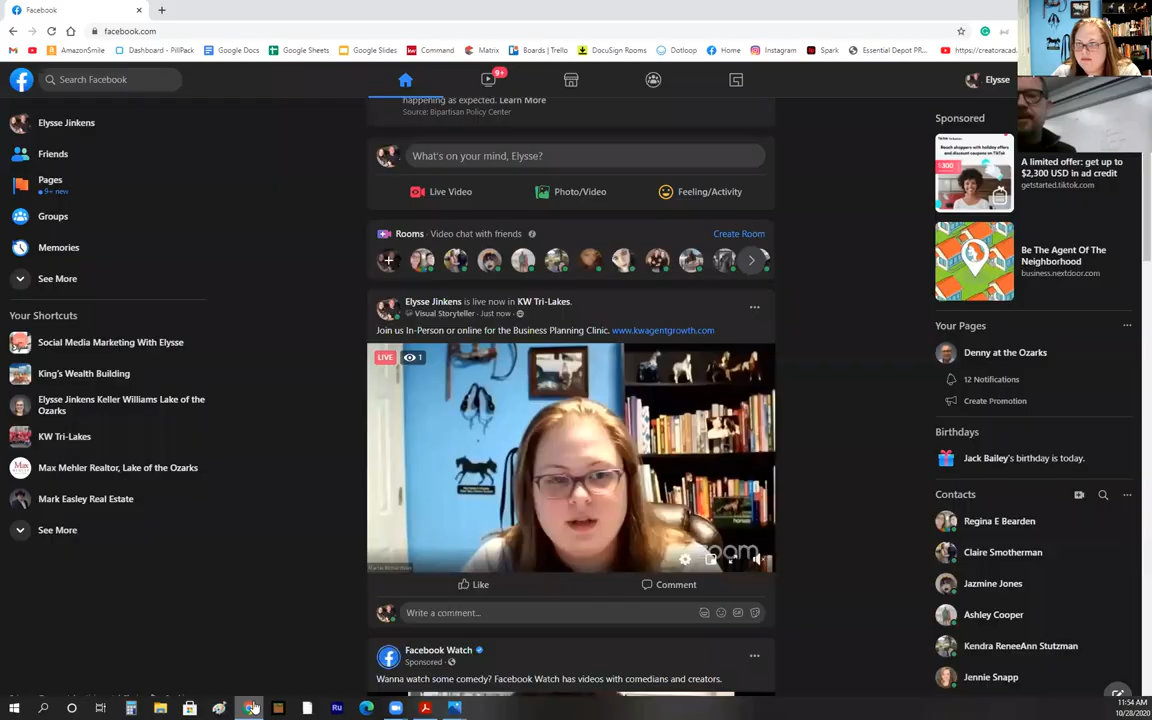 Facebook
facebook.com
AmazonSmile
Dashboard - PillPack
Google Docs
Google Sheets
Google Slides
Command
Matrix
Boards | Trello
DocuSign Rooms
Dotloop
Home
Instagram
Spark
Essential Depot PR...
https://creatoracad...
Search Facebook
9+
Elysse
Elysse Jinkens
Friends
Pages
9+ new
Groups
Memories
See More
Your Shortcuts
Social Media Marketing With Elysse
King's Wealth Building
Elysse Jinkens Keller Williams Lake of the
Ozarks
KW Tri-Lakes
Max Mehler Realtor, Lake of the Ozarks
Mark Easley Real Estate
See More
happening as expected. Learn More
Source: Bipartisan Policy Center
What's on your mind, Elysse?
Live Video
Photo/Video
Feeling/Activity
Rooms · Video chat with friends
Create Room
Elysse Jinkens is live now in KW Tri-Lakes.
Visual Storyteller · Just now ·
Join us In-Person or online for the Business Planning Clinic. www.kwagentgrowth.com
LIVE
1
zoom
Like
Comment
Write a comment...
Facebook Watch
Sponsored ·
Wanna watch some comedy? Facebook Watch has videos with comedians and creators.
Sponsored
A limited offer: get up to
$2,300 USD in ad credit
getstarted.tiktok.com
Be The Agent Of The
Neighborhood
business.nextdoor.com
Your Pages
Denny at the Ozarks
12 Notifications
Create Promotion
Birthdays
Jack Bailey's birthday is today.
Contacts
Regina E Bearden
Claire Smotherman
Jazmine Jones
Ashley Cooper
Kendra ReneeAnn Stutzman
Jennie Snapp
Ru
11:54 AM
10/28/2020